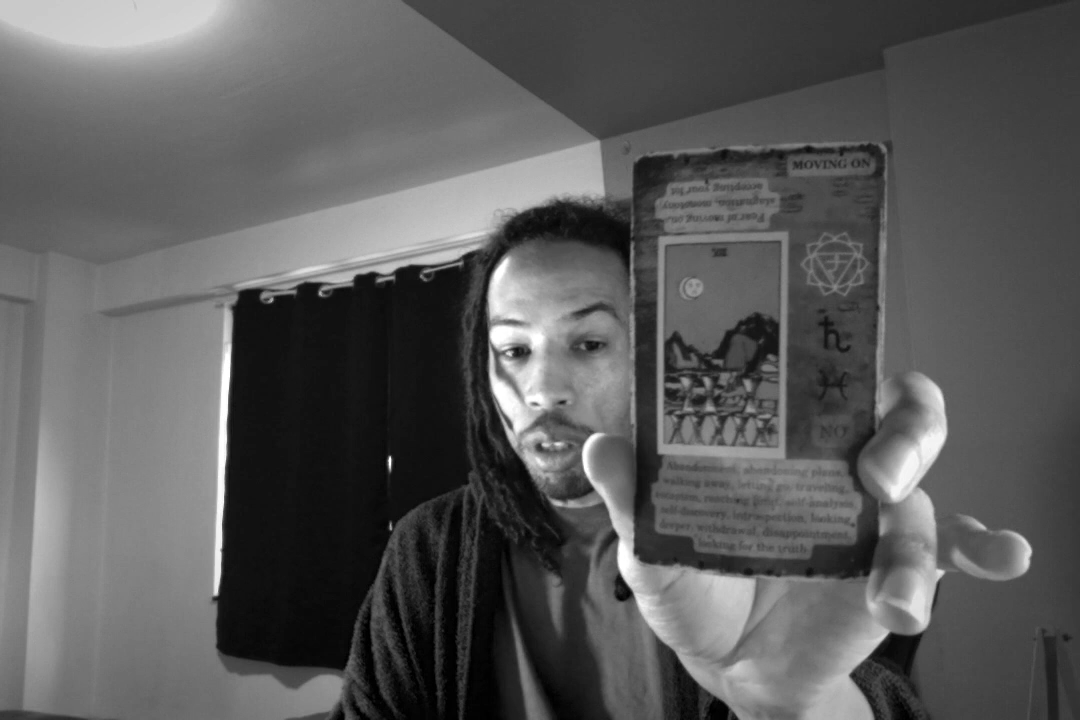 MOVING ON
Fear of moving on,
stagnation, monotony
accepting your lot
VIII
NO
Abandonment, abandoning plans,
walking away, letting go, traveling,
escapism, reaching self-analysis,
self-discovery, introspection, looking
deeper, withdrawal, disappointment,
looking for the truth